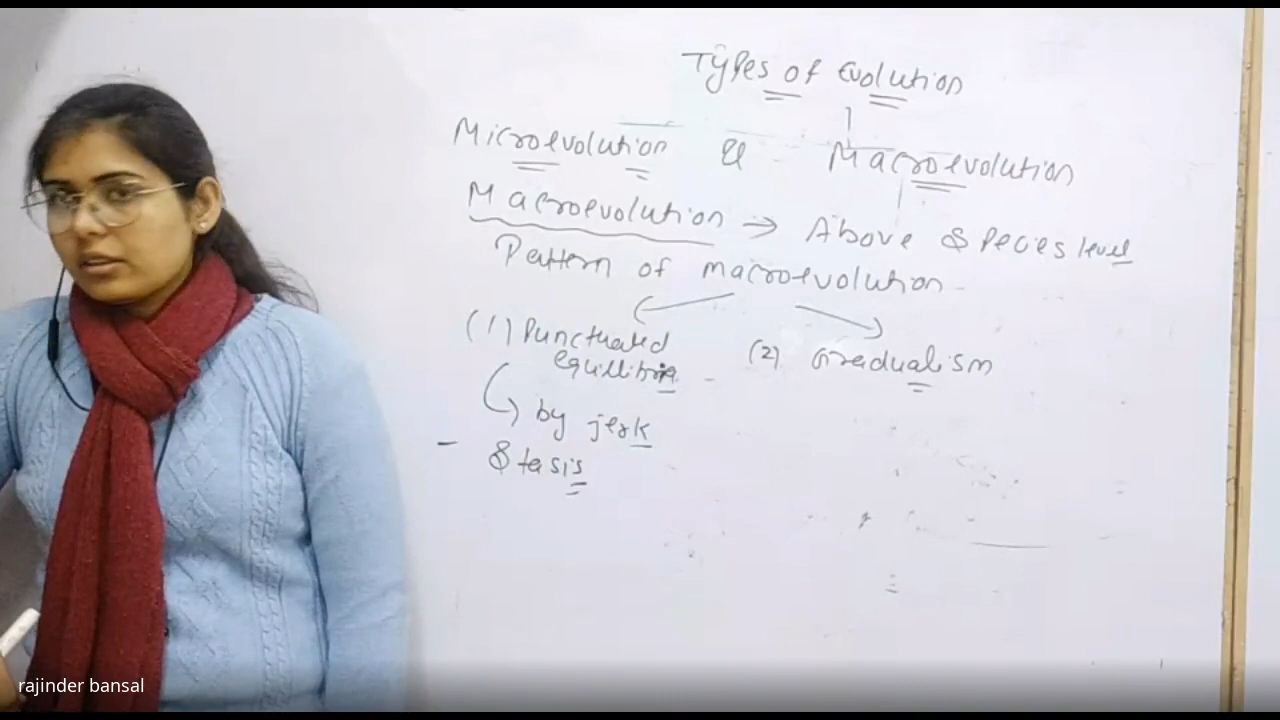 Types of Evolution
Microevolution & Macroevolution
Macroevolution → Above species level
Pattern of macroevolution
(1) Punctuated equillibria
(2) Gradualism
by jerk
- Stasis
rajinder bansal